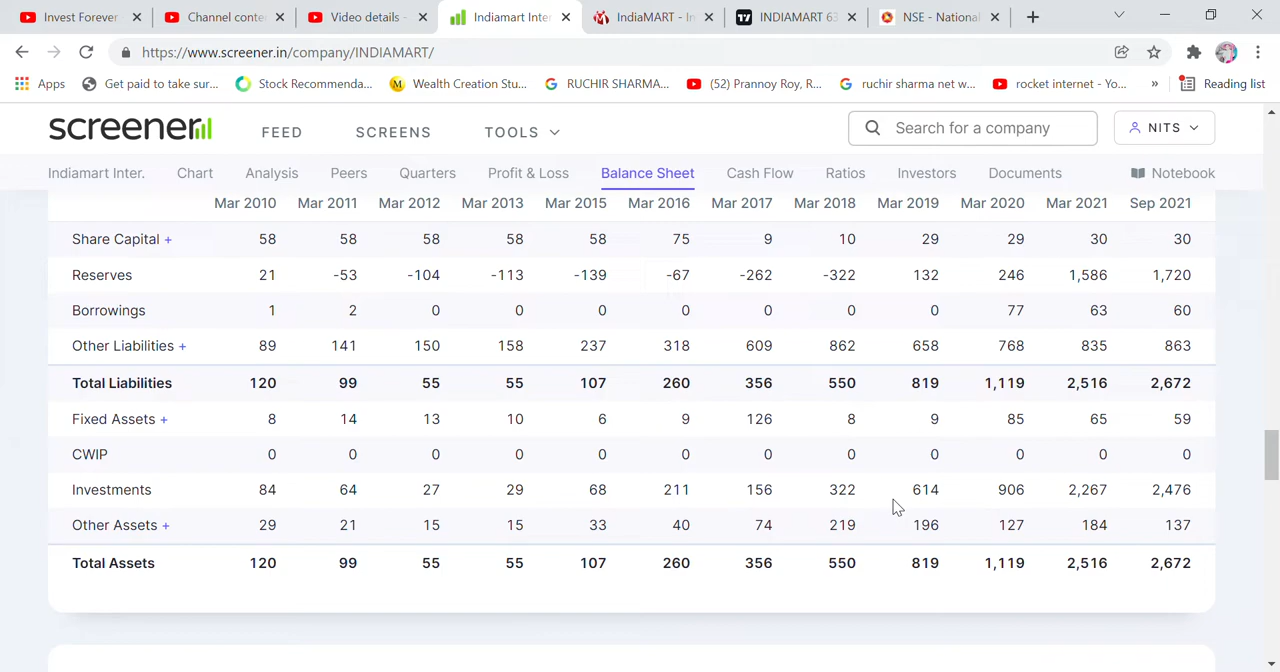 Invest Forever
Channel conte
Video details -
Indiamart Inter
IndiaMART - In
INDIAMART 63
NSE - National
https://www.screener.in/company/INDIAMART/
Apps
Get paid to take sur...
Stock Recommenda...
Wealth Creation Stu...
RUCHIR SHARMA...
(52) Prannoy Roy, R...
ruchir sharma net w...
rocket internet - Yo...
»
Reading list
screener
FEED
SCREENS
TOOLS
Search for a company
NITS
Indiamart Inter. Chart Analysis Peers Quarters Profit & Loss Balance Sheet Cash Flow Ratios Investors Documents Notebook
Mar 2010 Mar 2011 Mar 2012 Mar 2013 Mar 2015 Mar 2016 Mar 2017 Mar 2018 Mar 2019 Mar 2020 Mar 2021 Sep 2021
Share Capital + 58 58 58 58 58 75 9 10 29 29 30 30
Reserves 21 -53 -104 -113 -139 -67 -262 -322 132 246 1,586 1,720
Borrowings 1 2 0 0 0 0 0 0 0 77 63 60
Other Liabilities + 89 141 150 158 237 318 609 862 658 768 835 863
Total Liabilities 120 99 55 55 107 260 356 550 819 1,119 2,516 2,672
Fixed Assets + 8 14 13 10 6 9 126 8 9 85 65 59
CWIP 0 0 0 0 0 0 0 0 0 0 0 0
Investments 84 64 27 29 68 211 156 322 614 906 2,267 2,476
Other Assets + 29 21 15 15 33 40 74 219 196 127 184 137
Total Assets 120 99 55 55 107 260 356 550 819 1,119 2,516 2,672